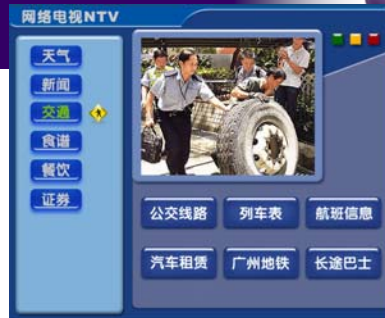 网络电视NTV
天气
新闻
交通
食谱
餐饮
证券
公交线路 列车表 航班信息
汽车租赁 广州地铁 长途巴士